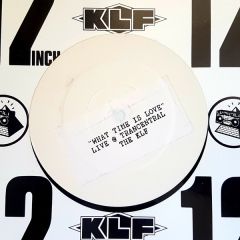 KLF
12 12
INCH
"WHAT TIME IS LOVE"
LIVE @ TRANCENTRAL
THE KLF
12 12
KLF